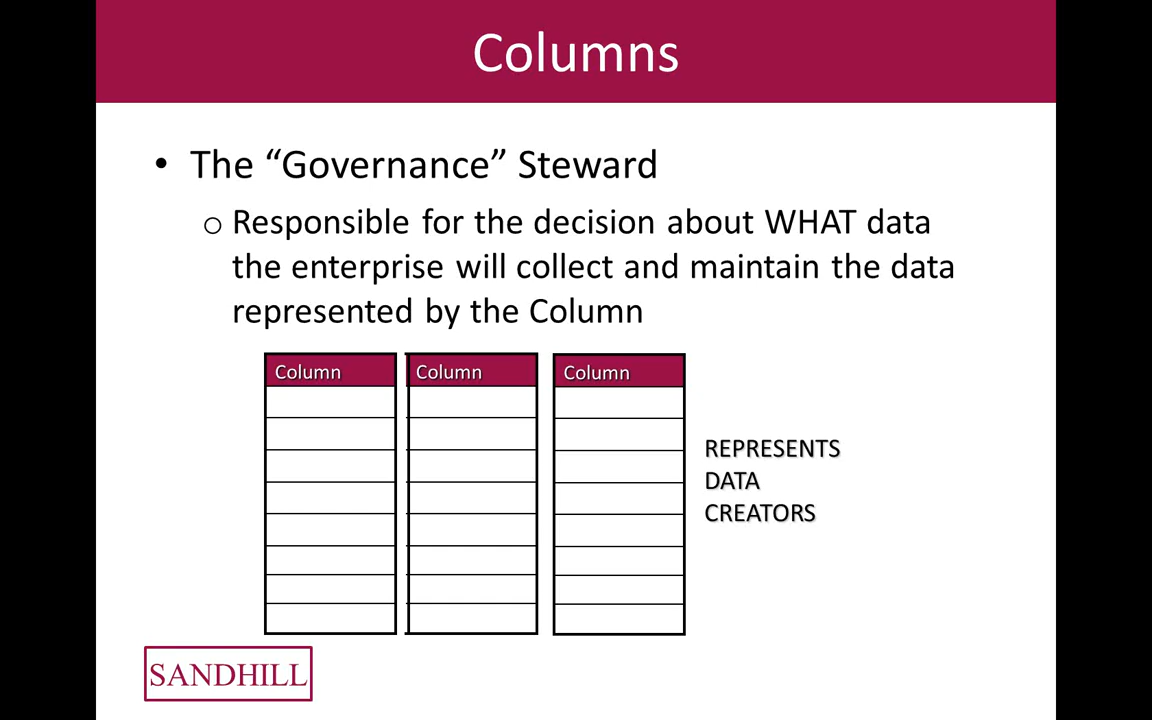 Columns
• The “Governance” Steward
o Responsible for the decision about WHAT data
the enterprise will collect and maintain the data
represented by the Column
Column Column Column
REPRESENTS
DATA
CREATORS
SANDHILL